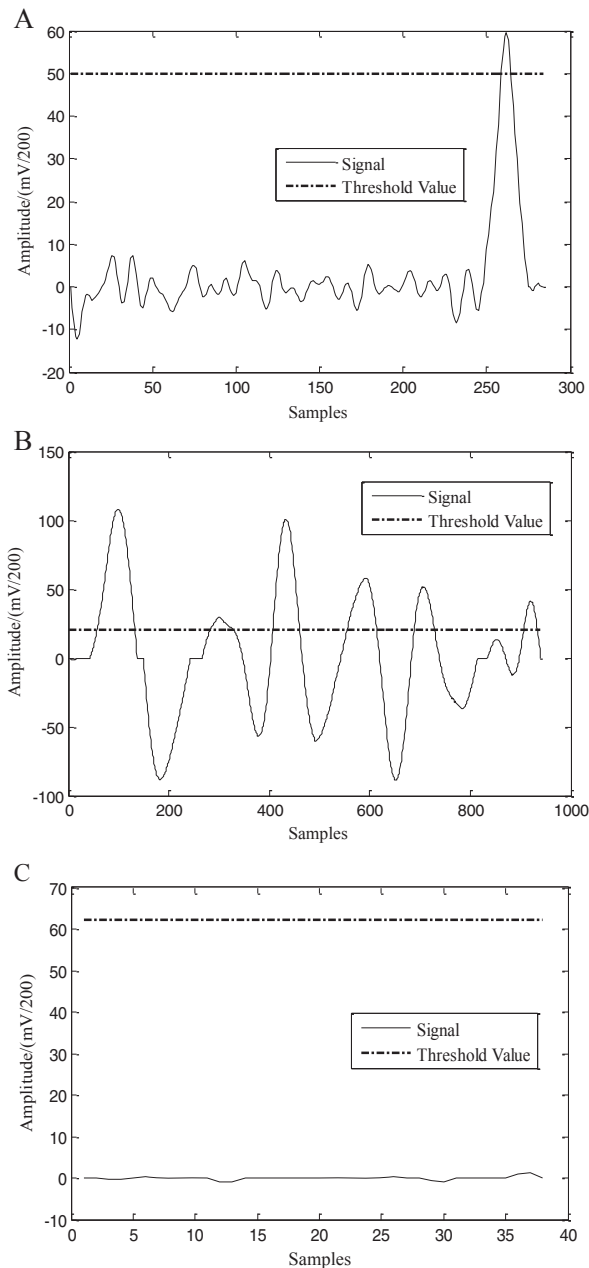 A
60
50
40
30
20
10
0
-10
-20
Amplitude/(mV/200)
Signal
Threshold Value
0 50 100 150 200 250 300
Samples
B
150
100
50
0
-50
-100
Amplitude/(mV/200)
Signal
Threshold Value
0 200 400 600 800 1000
Samples
C
70
60
50
40
30
20
10
0
-10
Amplitude/(mV/200)
Signal
Threshold Value
0 5 10 15 20 25 30 35 40
Samples